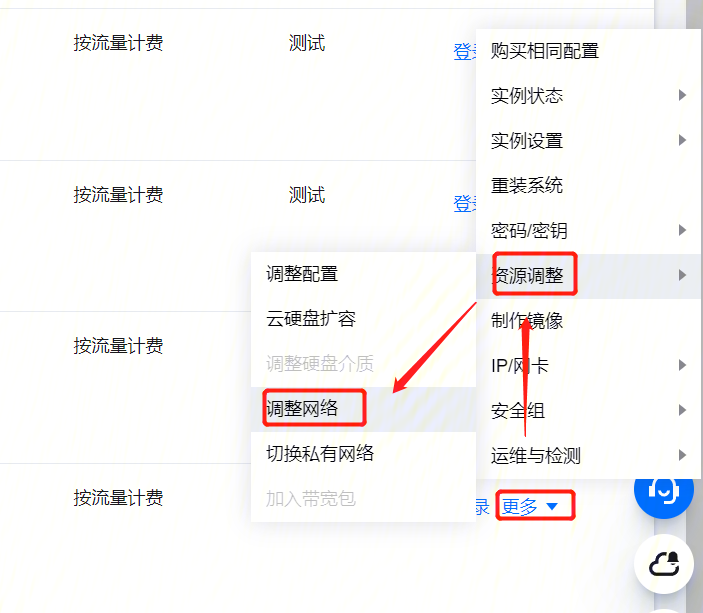 按流量计费
测试
登
购买相同配置
实例状态
实例设置
重装系统
按流量计费
测试
登
密码/密钥
资源调整
制作镜像
IP/网卡
安全组
运维与检测
调整配置
云硬盘扩容
调整硬盘介质
调整网络
切换私有网络
加入带宽包
按流量计费
按流量计费
录
更多